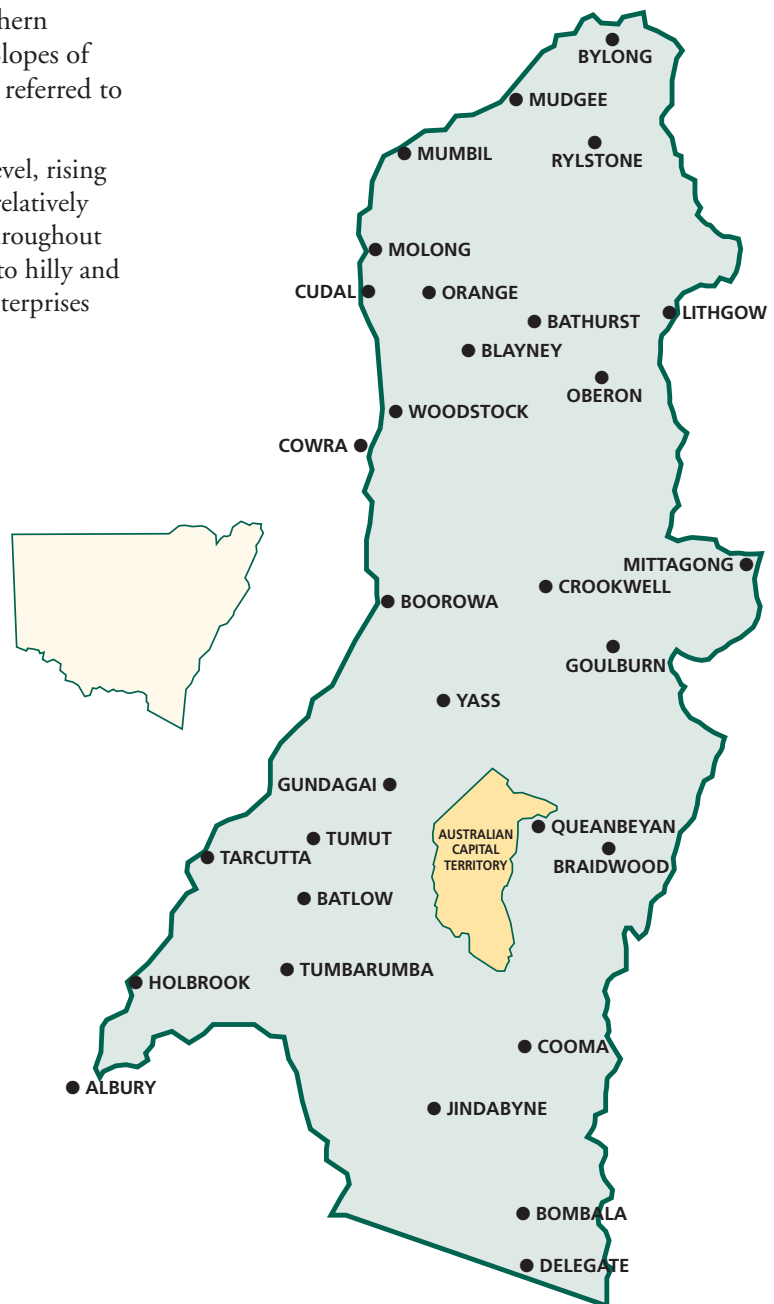 hern
lopes of
referred to
evel, rising
relatively
roughout
to hilly and
terprises
BYLONG
MUDGEE
RYLSTONE
MUMBIL
MOLONG
CUDAL
ORANGE
LITHGOW
BATHURST
BLAYNEY
OBERON
WOODSTOCK
COWRA
MITTAGONG
CROOKWELL
BOOROWA
GOULBURN
YASS
GUNDAGAI
AUSTRALIAN
CAPITAL
TERRITORY
QUEANBEYAN
TUMUT
BRAIDWOOD
TARCUTTA
BATLOW
TUMBARUMBA
HOLBROOK
COOMA
ALBURY
JINDABYNE
BOMBALA
DELEGATE